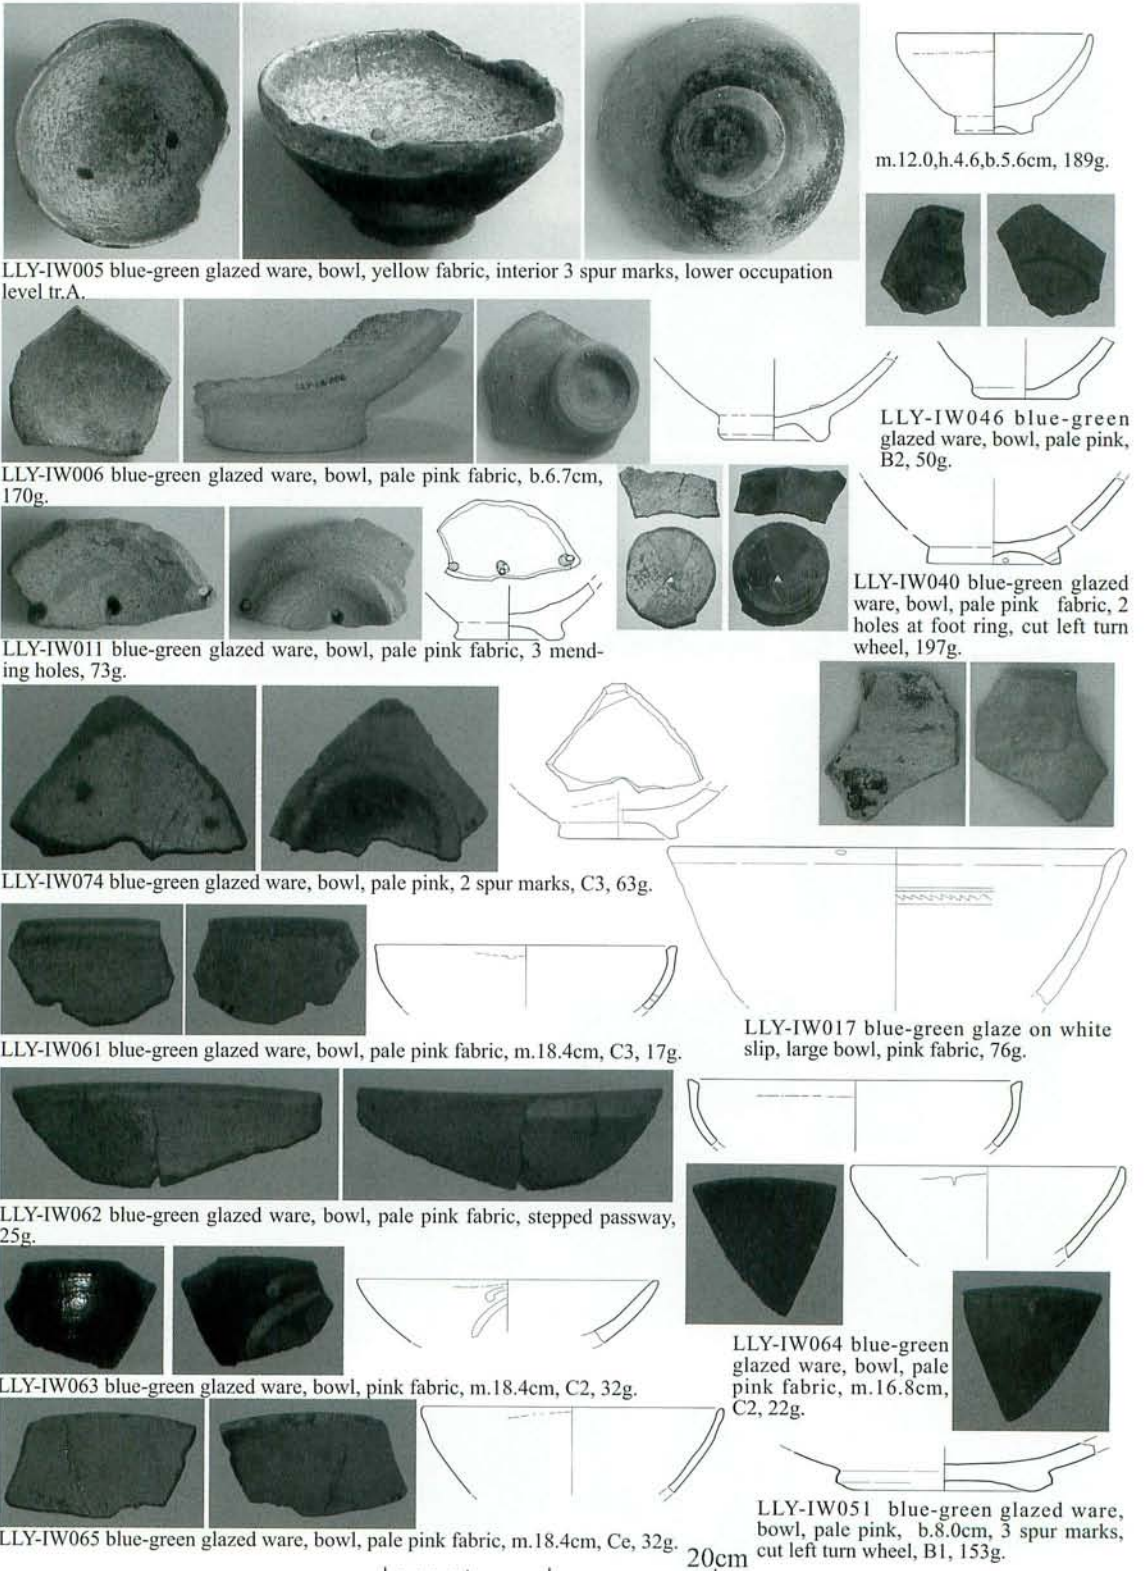 m.12.0,h.4.6,b.5.6cm, 189g.
LLY-IW005 blue-green glazed ware, bowl, yellow fabric, interior 3 spur marks, lower occupation
level tr.A.
LLY-IW046 blue-green
glazed ware, bowl, pale pink,
B2, 50g.
LLY-IW006 blue-green glazed ware, bowl, pale pink fabric, b.6.7cm,
170g.
LLY-IW040 blue-green glazed
ware, bowl, pale pink fabric, 2
holes at foot ring, cut left turn
wheel, 197g.
LLY-IW011 blue-green glazed ware, bowl, pale pink fabric, 3 mend-
ing holes, 73g.
LLY-IW074 blue-green glazed ware, bowl, pale pink, 2 spur marks, C3, 63g.
LLY-IW017 blue-green glaze on white
slip, large bowl, pink fabric, 76g.
LLY-IW061 blue-green glazed ware, bowl, pale pink fabric, m.18.4cm, C3, 17g.
LLY-IW062 blue-green glazed ware, bowl, pale pink fabric, stepped passway,
25g.
LLY-IW064 blue-green
glazed ware, bowl, pale
pink fabric, m.16.8cm,
C2, 22g.
LLY-IW063 blue-green glazed ware, bowl, pink fabric, m.18.4cm, C2, 32g.
LLY-IW065 blue-green glazed ware, bowl, pale pink fabric, m.18.4cm, Ce, 32g.
LLY-IW051 blue-green glazed ware,
bowl, pale pink, b.8.0cm, 3 spur marks,
cut left turn wheel, B1, 153g.
20cm